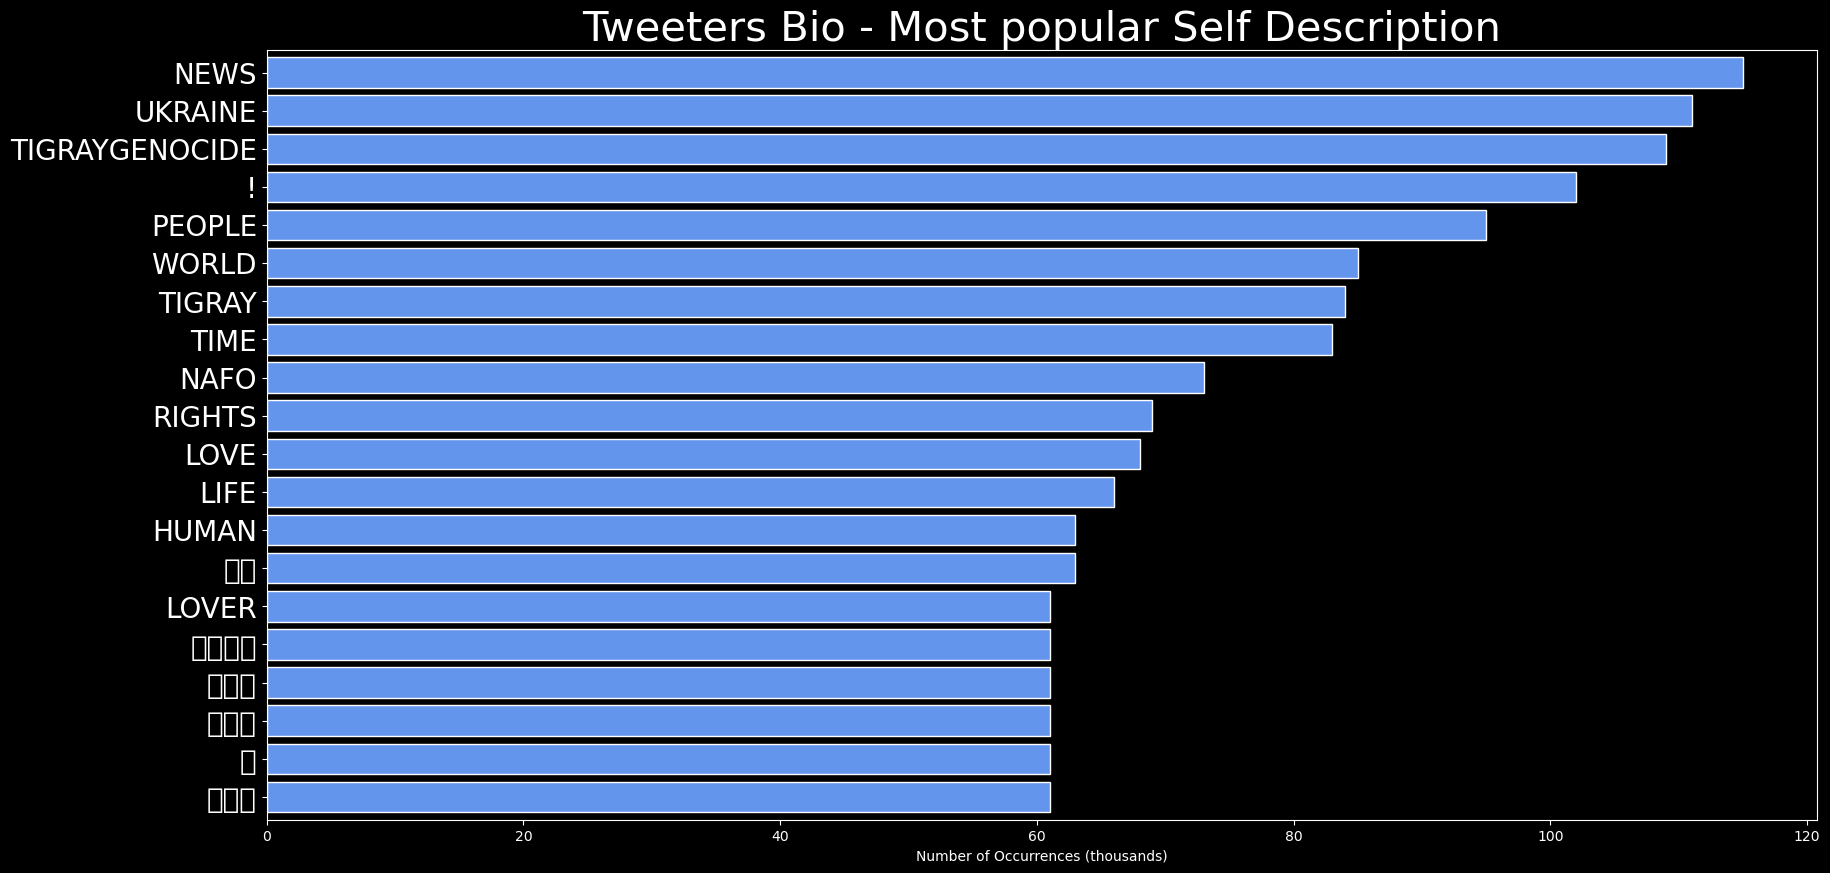 Tweeters Bio - Most popular Self Description
NEWS
UKRAINE
TIGRAYGENOCIDE
!
PEOPLE
WORLD
TIGRAY
TIME
NAFO
RIGHTS
LOVE
LIFE
HUMAN
LOVER
0 20 40 60 80 100 120
Number of Occurrences (thousands)